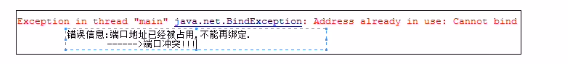 Exception in thread "main" java.net.BindException: Address already in use: Cannot bind
错误信息:端口地址已经被占用,不能再绑定.
------>端口冲突!!!